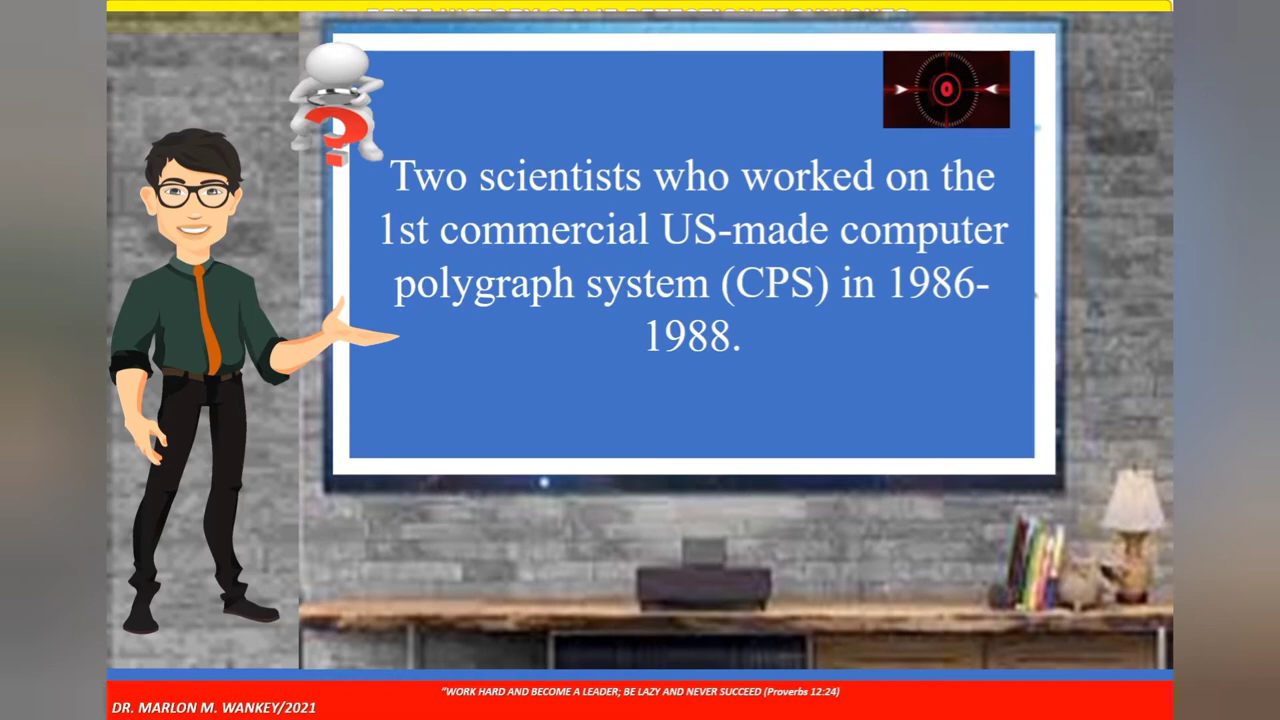 Two scientists who worked on the
1st commercial US-made computer
polygraph system (CPS) in 1986-
1988.
0
"WORK HARD AND BECOME A LEADER; BE LAZY AND NEVER SUCCEED (Proverbs 12:24)
DR. MARLON M. WANKEY/2021